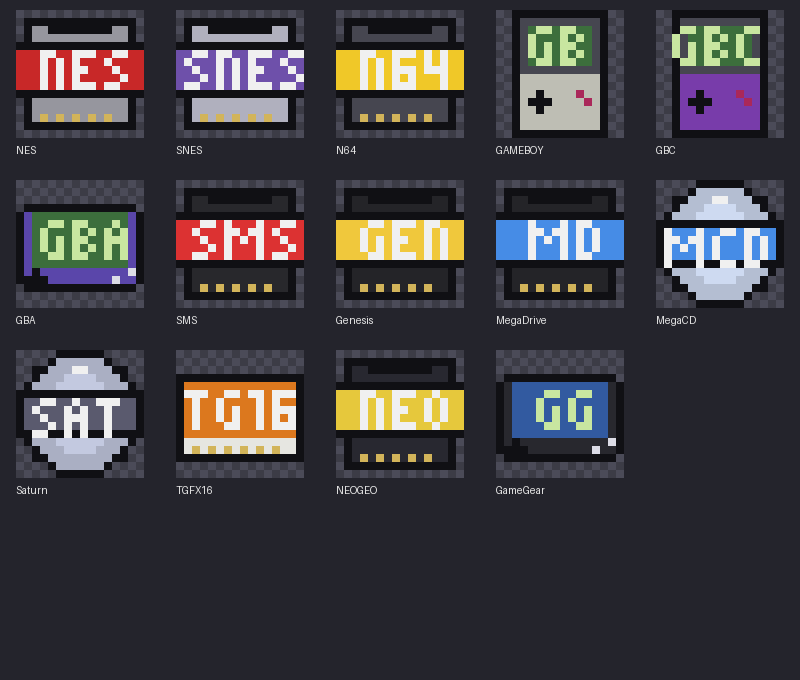 NES
SNES
N64
GB
GBC
NES
SNES
N64
GAMEBOY
GBC
GBA
SMS
GEN
MD
MCD
GBA
SMS
Genesis
MegaDrive
MegaCD
SAT
TG16
NEO
GG
Saturn
TGFX16
NEOGEO
GameGear